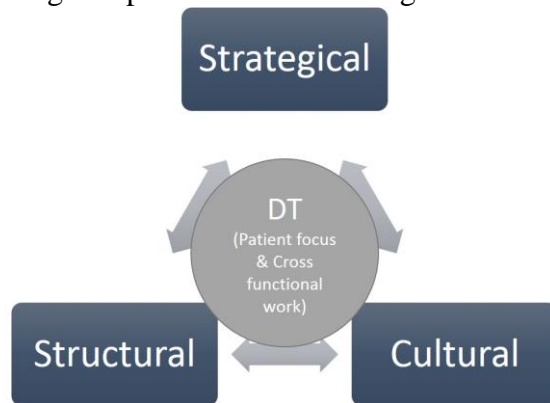 Strategical
DT
(Patient focus
& Cross
functional
work)
Structural
Cultural